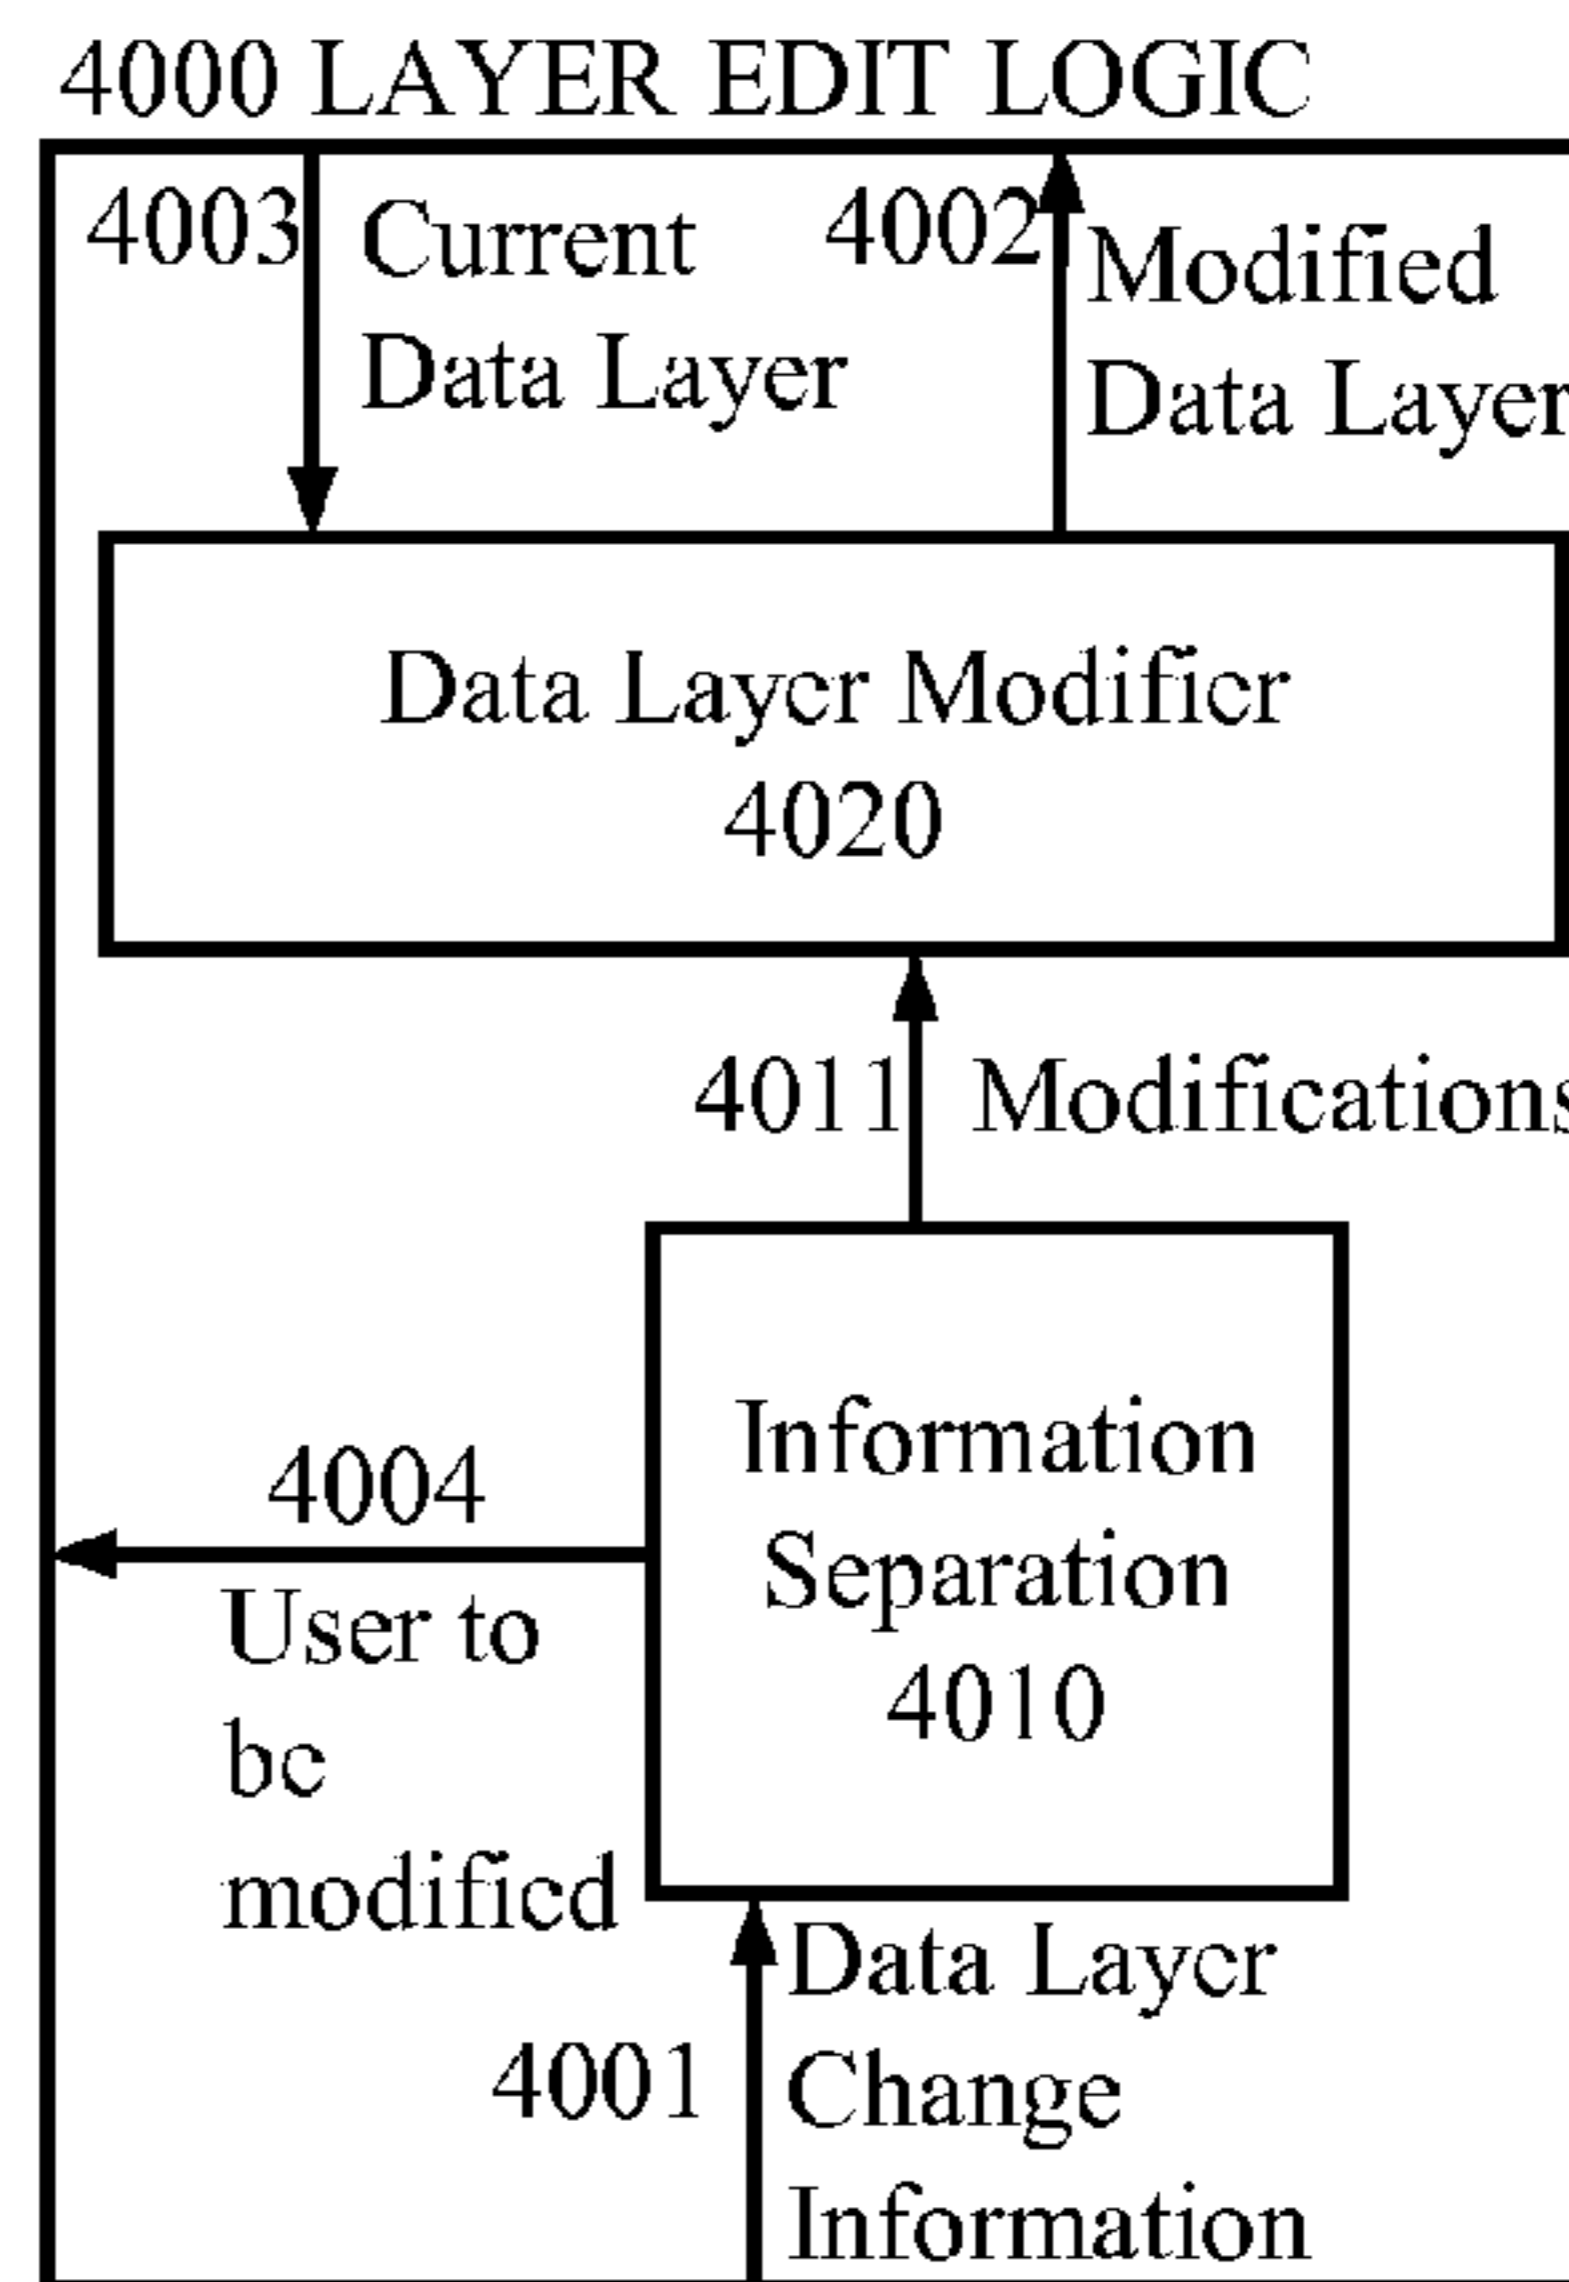 4000 LAYER EDIT LOGIC
4003
Current
Data Layer
4002
Modified
Data Layer
Data Layer Modifier
4020
4011
Modifications
Information
Separation
4010
4004
User to
be
modified
4001
Data Layer
Change
Information